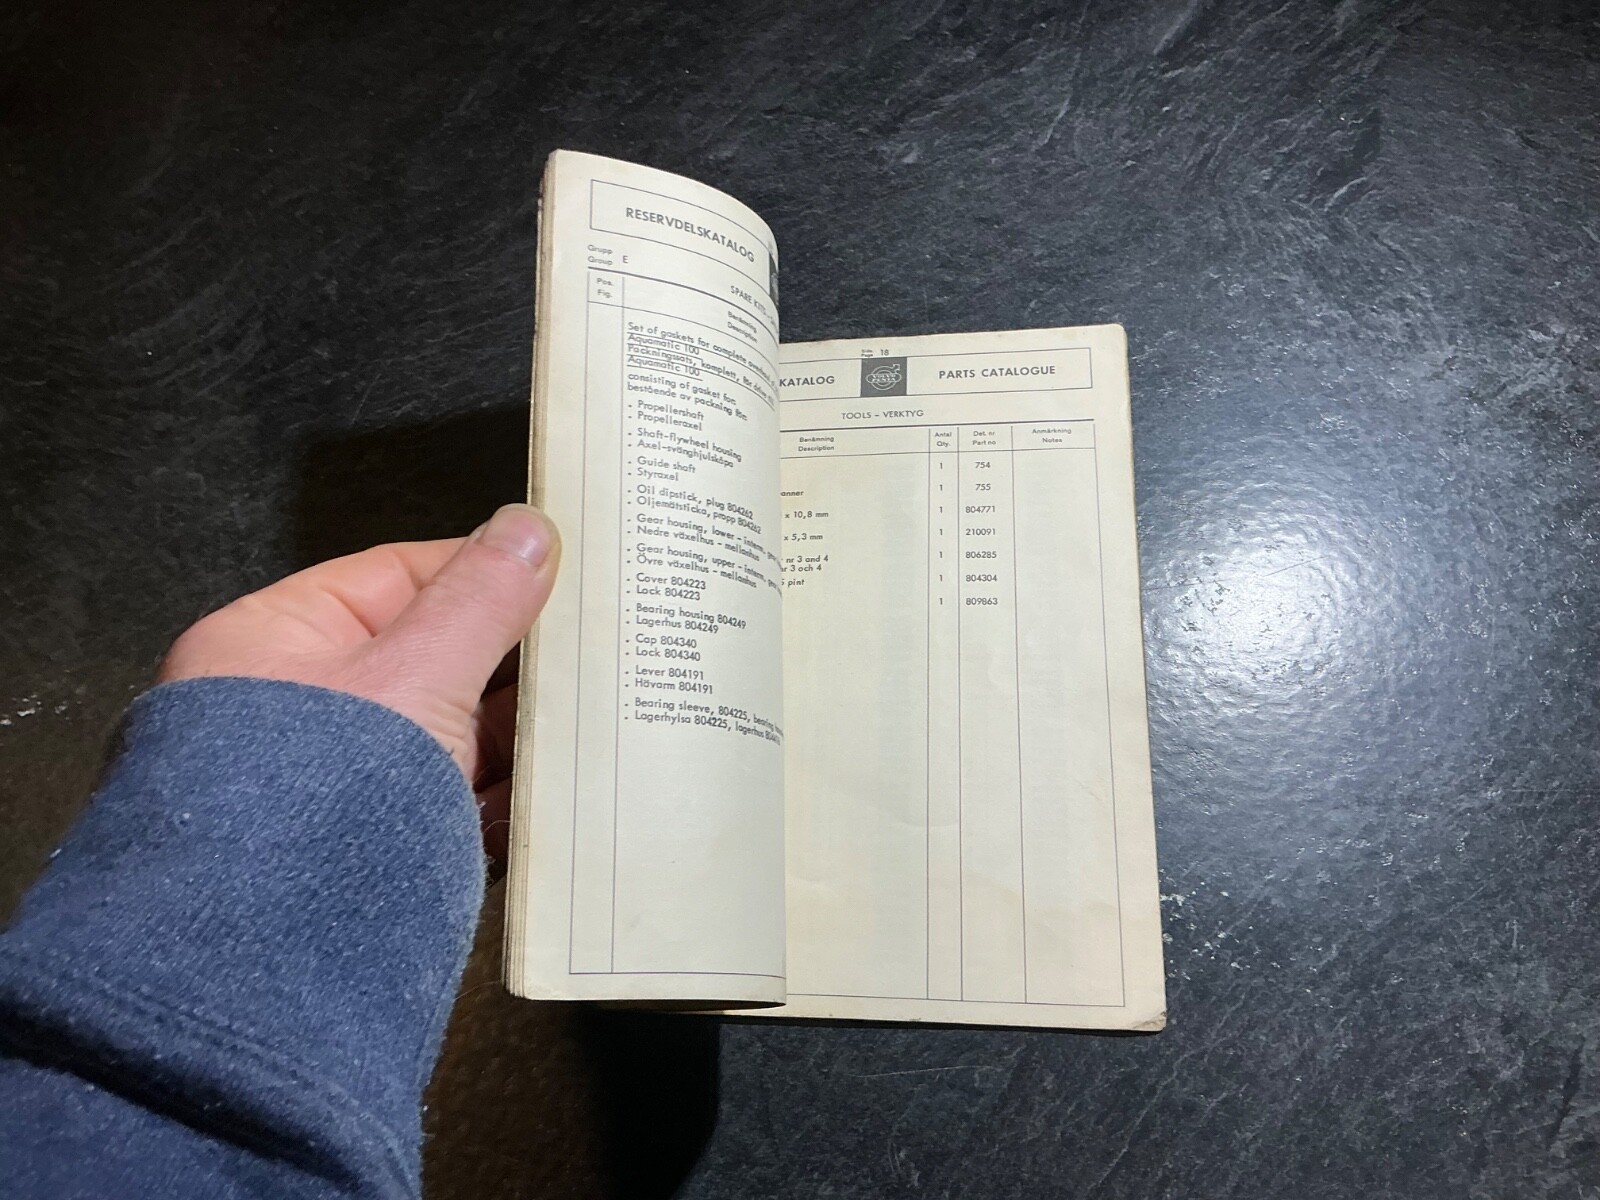 RESERVDELSKATALOG
Grupp
Group E
SPARE KITS -
Pos.
Fig.
Benämning
Description
Set of gaskets for complete
Aquamatic 100
Packningssats, komplett, för
Aquamatic 100
consisting of gasket for:
bestående av packning för:
. Propellershaft
. Propelleraxel
. Shaft-flywheel housing
. Axel-svänghjulskåpa
. Guide shaft
. Styraxel
. Oil dipstick, plug 804262
. Oljemätsticka, propp 804262
. Gear housing, lower - interm.
. Nedre växelhus - mellanhus
. Gear housing, upper - interm.
. Övre växelhus - mellanhus
. Cover 804223
. Lock 804223
. Bearing housing 804249
. Lagerhus 804249
. Cap 804340
. Lock 804340
. Lever 804191
. Hävarm 804191
. Bearing sleeve, 804225, bearing
. Lagerhylsa 804225, lagerhus
Sida
Page 18
KATALOG VOLVO PENTA PARTS CATALOGUE
TOOLS - VERKTYG
Benämning
Description
Antal
Qty.
Det. nr
Part no
Anmärkning
Notes
1 754
anner 1 755
x 10,8 mm 1 804771
x 5,3 mm 1 210091
nr 3 and 4 1 806285
nr 3 och 4
pint 1 804304
1 809863